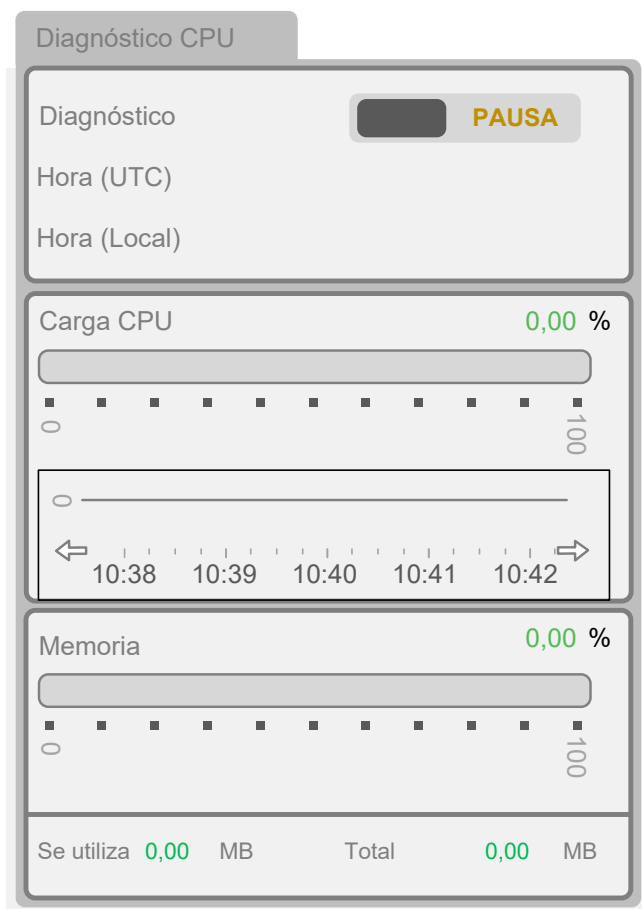 Diagnóstico CPU
Diagnóstico PAUSA
Hora (UTC)
Hora (Local)
Carga CPU 0,00 %
0 100
0
10:38 10:39 10:40 10:41 10:42
Memoria 0,00 %
0 100
Se utiliza 0,00 MB Total 0,00 MB